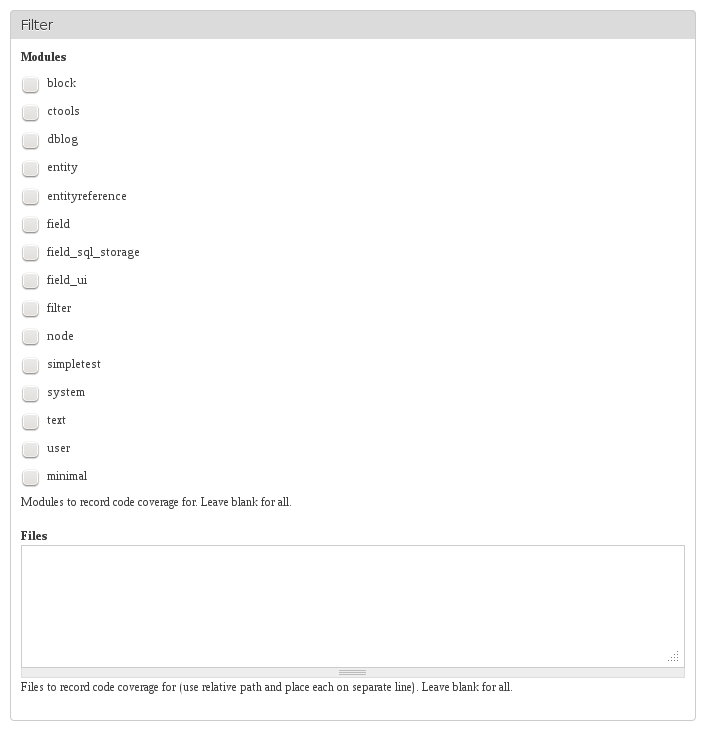 Filter
Modules
block
ctools
dblog
entity
entityreference
field
field_sql_storage
field_ui
filter
node
simpletest
system
text
user
minimal
Modules to record code coverage for. Leave blank for all.
Files
Files to record code coverage for (use relative path and place each on separate line). Leave blank for all.